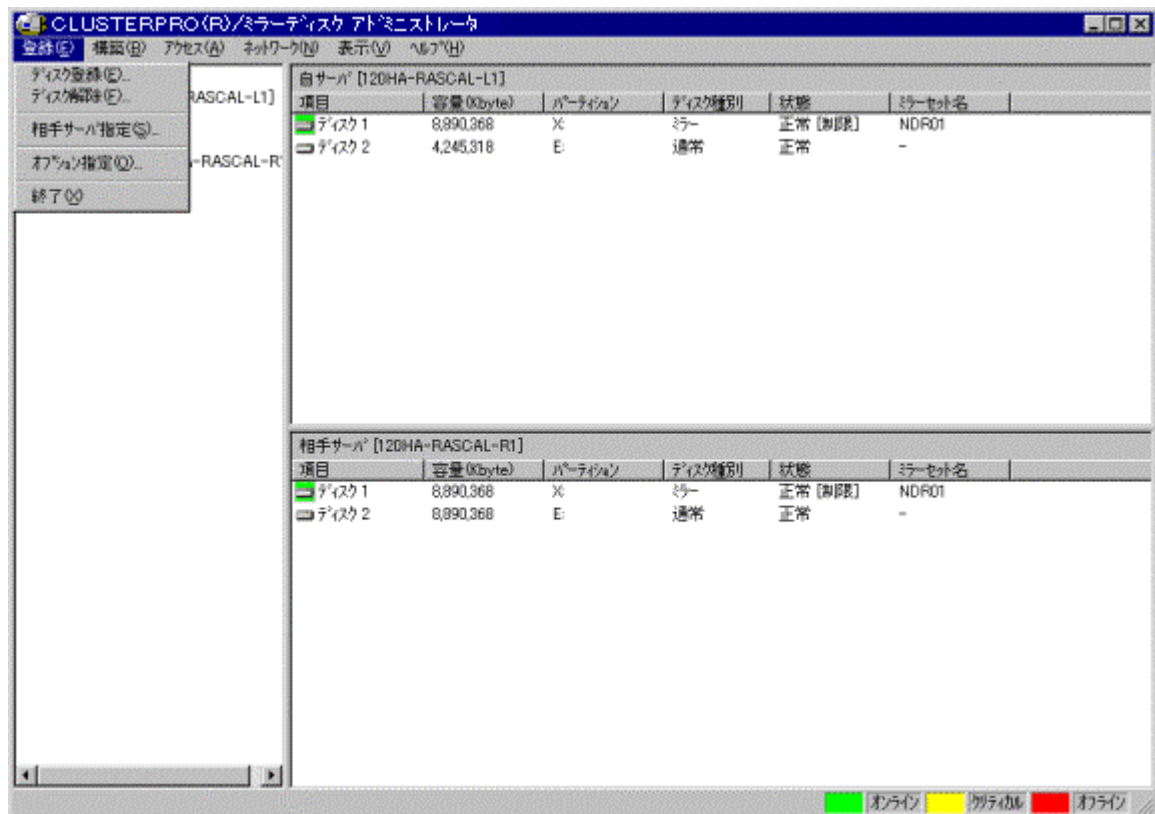 CLUSTERPRO(R)/ミラーディスク アドミニストレータ
登録(E) 構築(B) アクセス(A) ネットワーク(N) 表示(V) ヘルプ(H)
ディスク登録(E)...
ディスク解除(F)...
相手サーバ指定(S)...
オプション指定(O)...
終了(X)
RASCAL-L1]
-RASCAL-R
自サーバ [120HA-RASCAL-L1]
項目 容量(Kbyte) パーティション ディスク種別 状態 ミラーセット名
ディスク 1 8,890,368 X: ミラー 正常 [制限] NDR01
ディスク 2 4,245,318 E: 通常 正常 -
相手サーバ [120HA-RASCAL-R1]
項目 容量(Kbyte) パーティション ディスク種別 状態 ミラーセット名
ディスク 1 8,890,368 X: ミラー 正常 [制限] NDR01
ディスク 2 8,890,368 E: 通常 正常 -
オンライン クリティカル オフライン